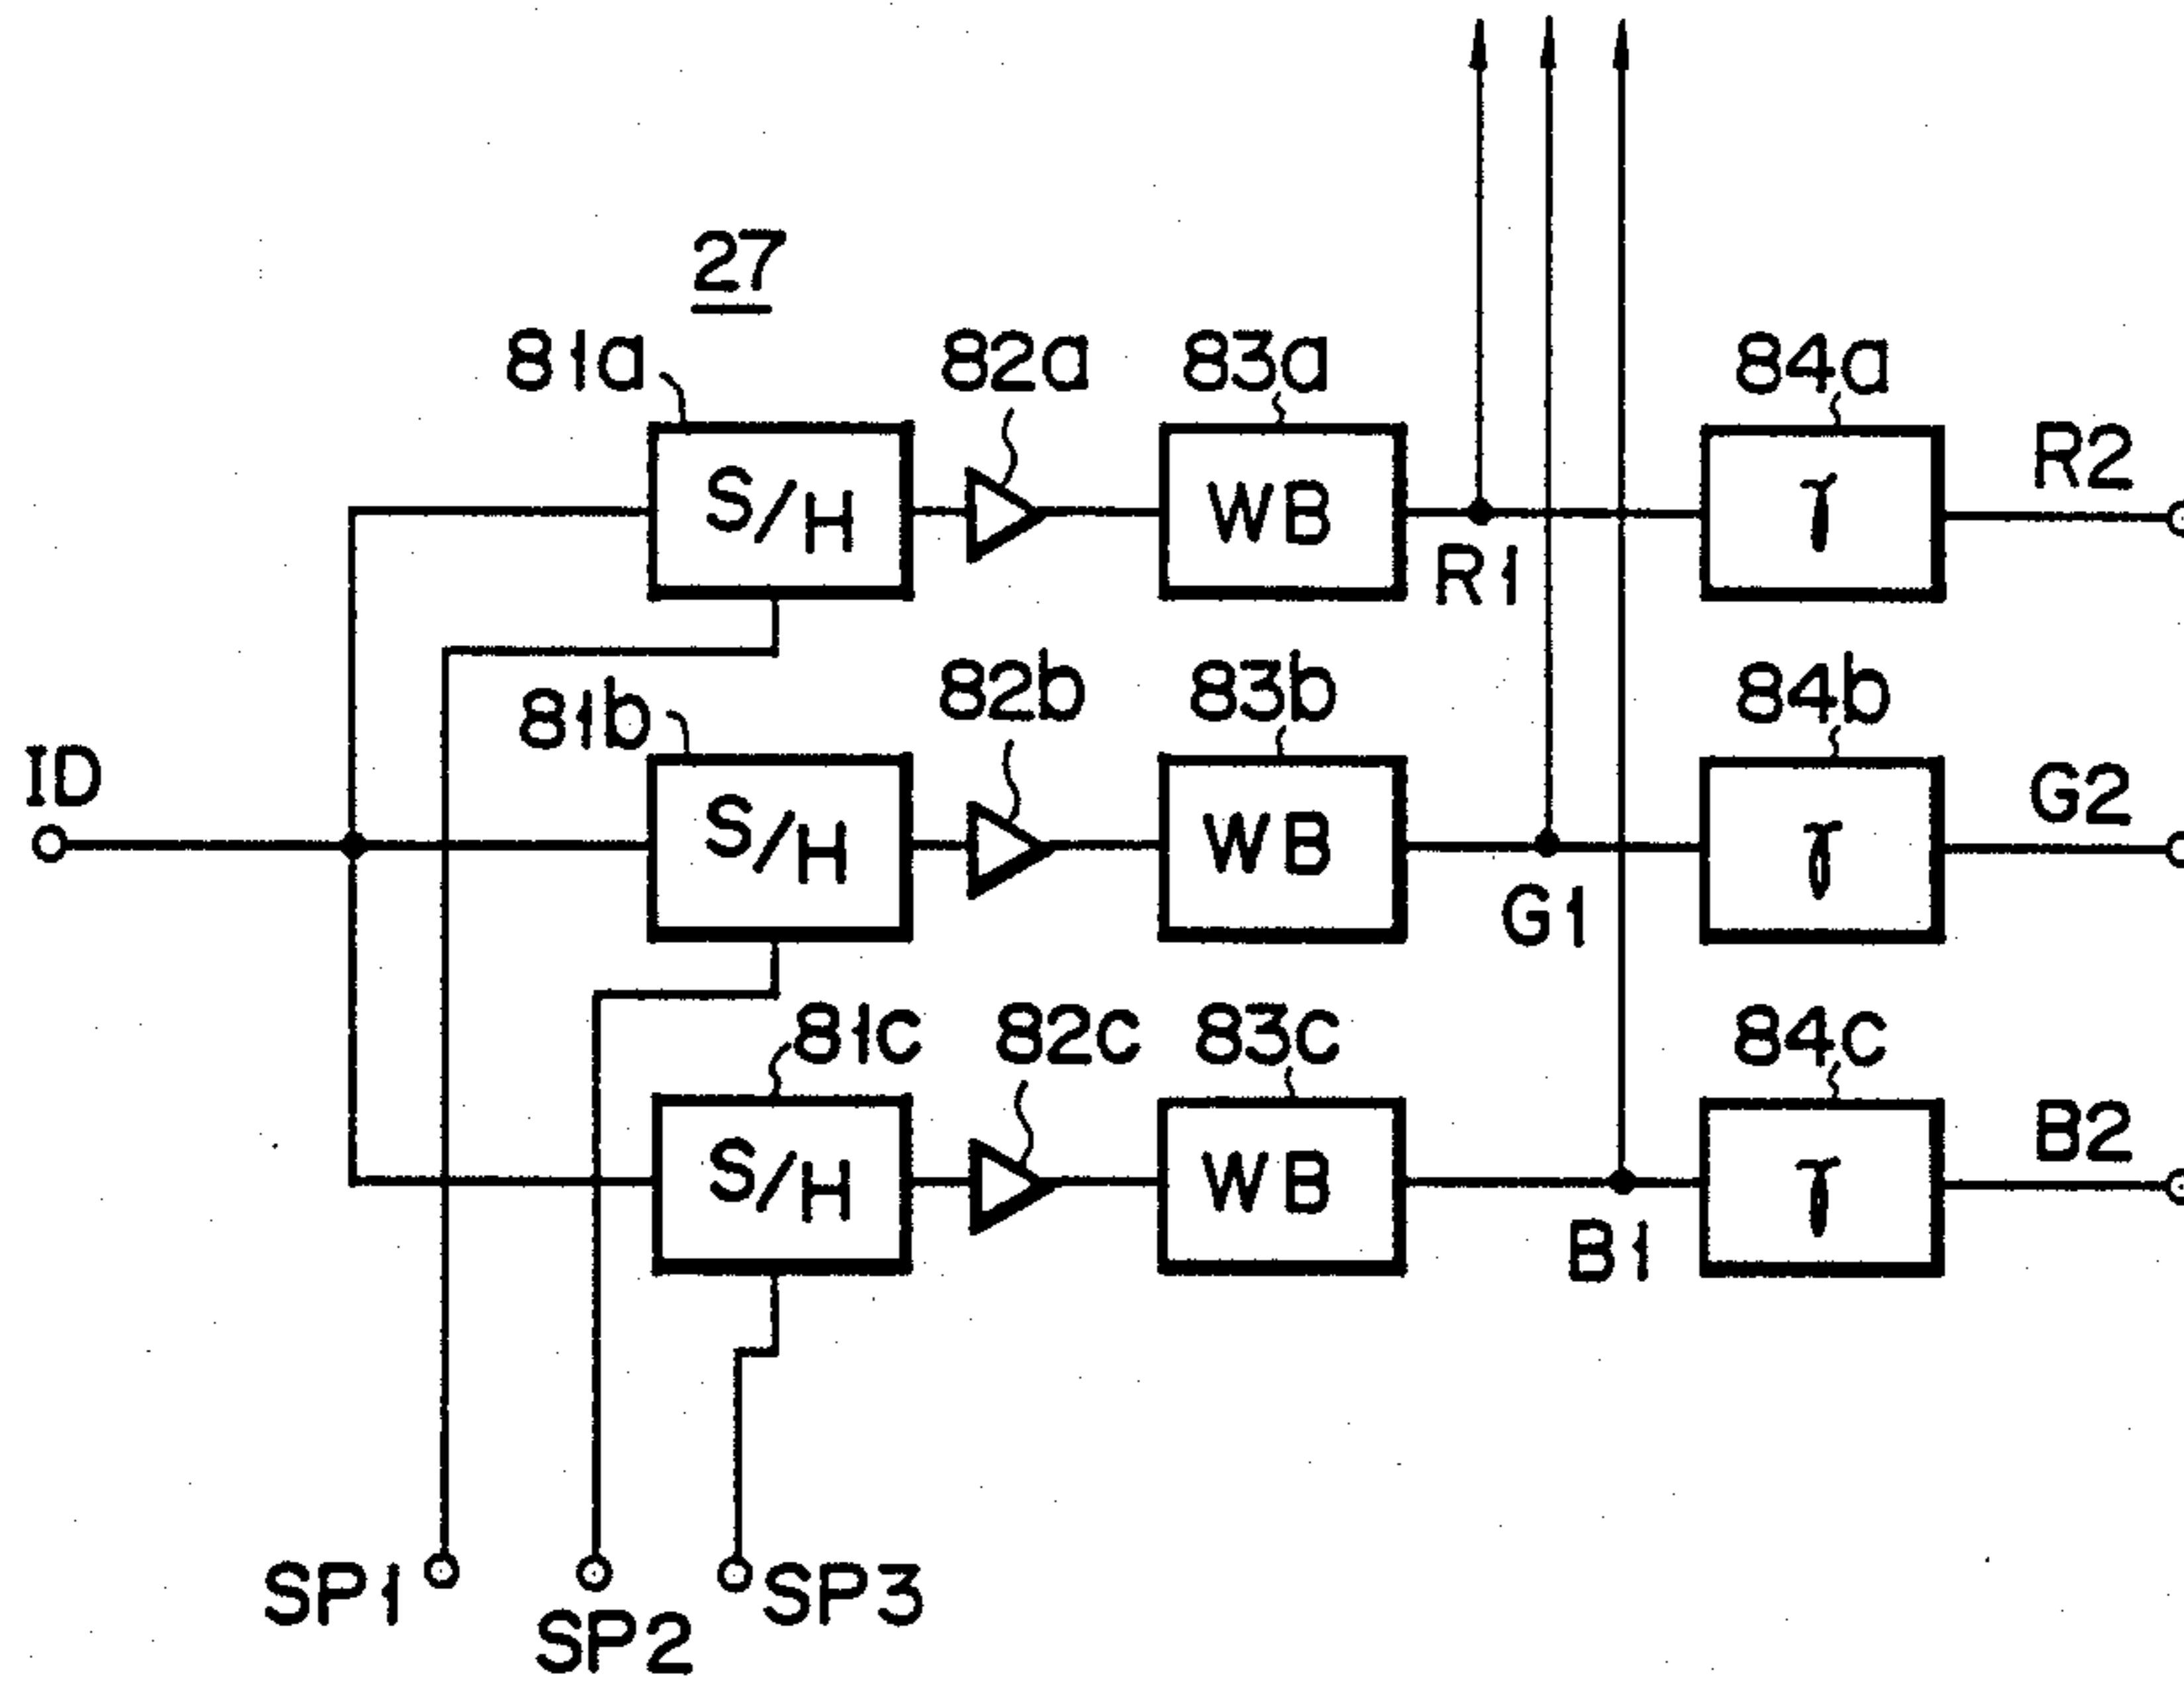 27
81a 82a 83a 84a
S/H WB γ R2
R1
81b 82b 83b 84b
ID S/H WB γ G2
G1
81c 82c 83c 84c
S/H WB γ B2
B1
SP1 SP2 SP3